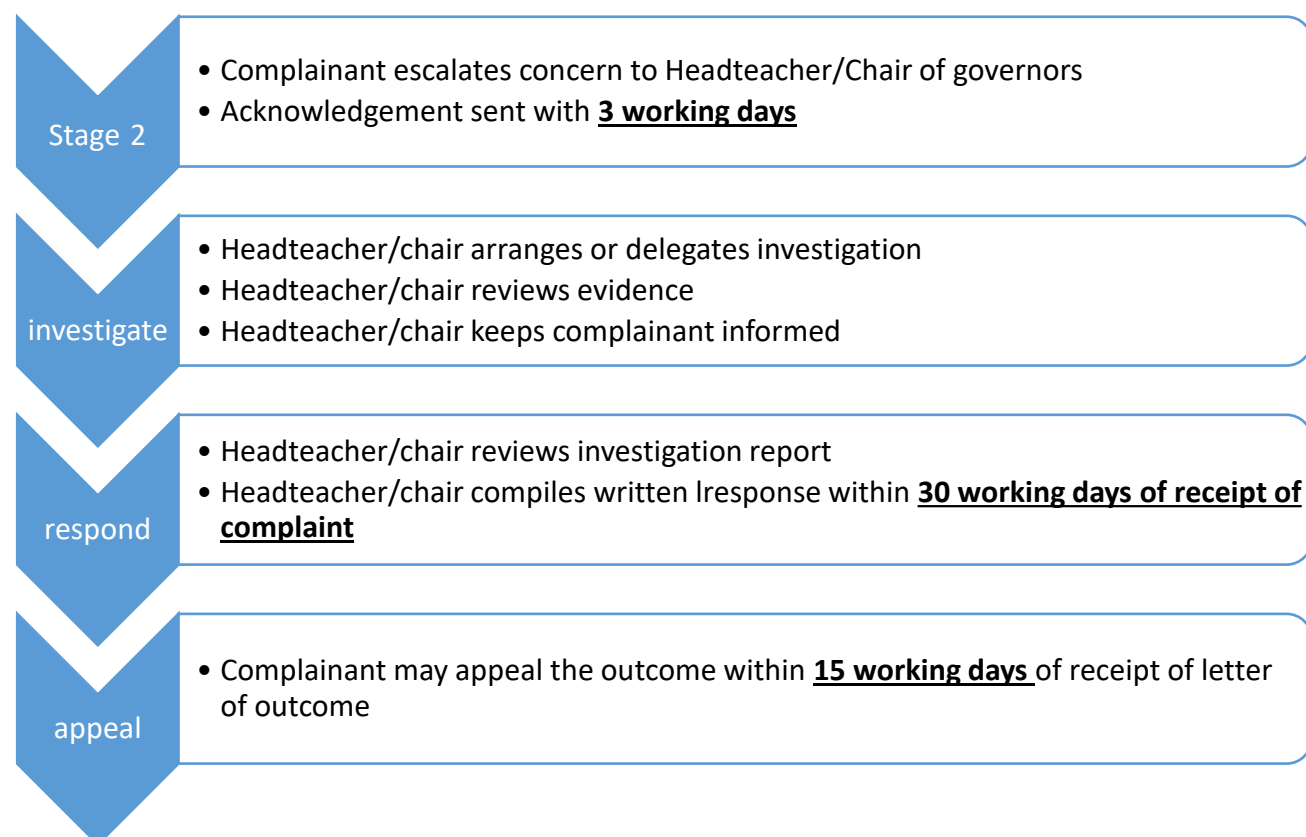 Stage 2
• Complainant escalates concern to Headteacher/Chair of governors
• Acknowledgement sent with 3 working days
investigate
• Headteacher/chair arranges or delegates investigation
• Headteacher/chair reviews evidence
• Headteacher/chair keeps complainant informed
respond
• Headteacher/chair reviews investigation report
• Headteacher/chair compiles written lresponse within 30 working days of receipt of
complaint
appeal
• Complainant may appeal the outcome within 15 working days of receipt of letter
of outcome